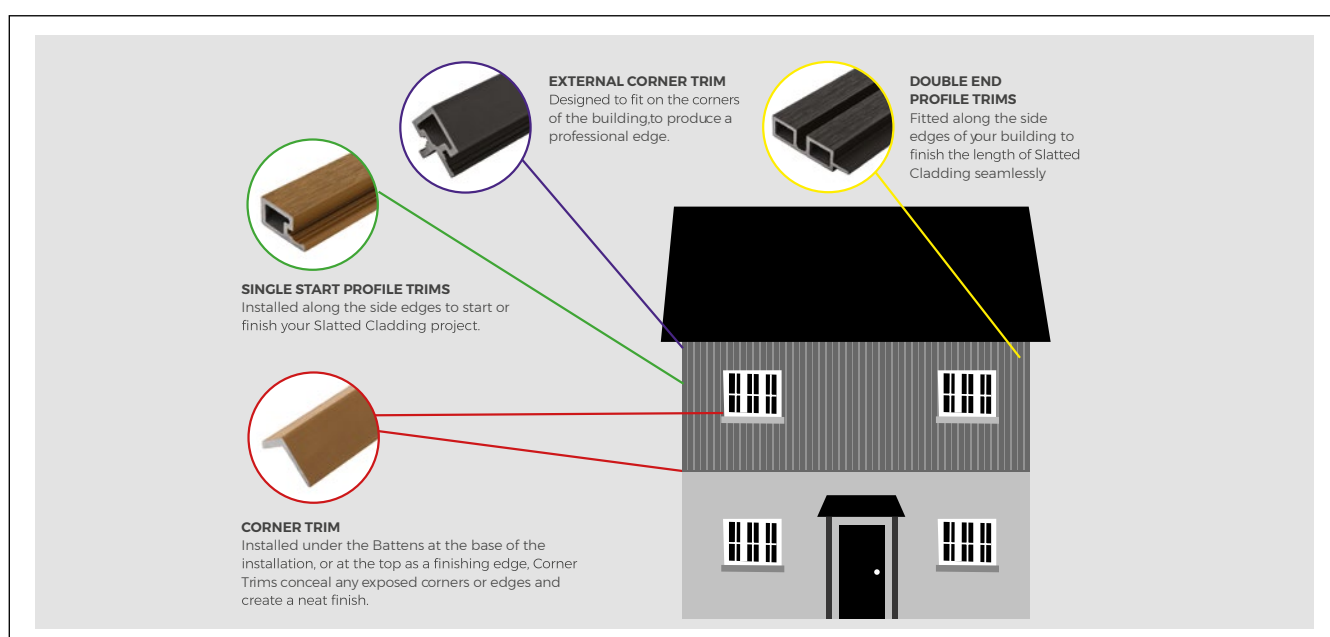 EXTERNAL CORNER TRIM
Designed to fit on the corners
of the building,to produce a
professional edge.
DOUBLE END
PROFILE TRIMS
Fitted along the side
edges of your building to
finish the length of Slatted
Cladding seamlessly
SINGLE START PROFILE TRIMS
Installed along the side edges to start or
finish your Slatted Cladding project.
CORNER TRIM
Installed under the Battens at the base of the
installation, or at the top as a finishing edge, Corner
Trims conceal any exposed corners or edges and
create a neat finish.